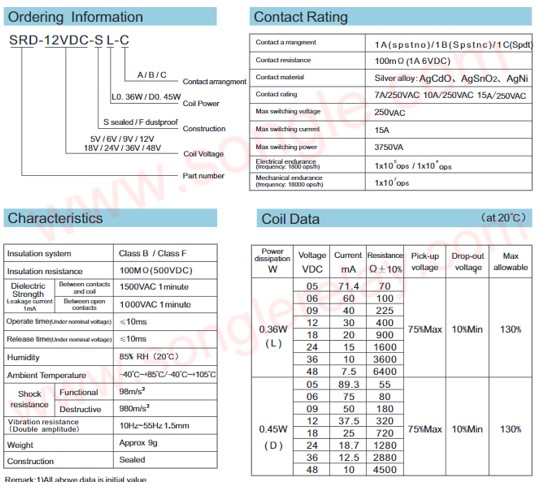 Ordering Information
SRD-12VDC-S L-C
A / B / C
Contact arrangment
L0. 36W / D0. 45W
Coil Power
S sealed / F dustproof
Construction
5V / 6V / 9V / 12V
18V / 24V / 36V / 48V
Coil Voltage
Part number
Contact Rating
Contact a rrangment 1A(spstno)/1B(Spstnc)/1C(Spdt)
Contact resistance 100mΩ(1A 6VDC)
Contact material Silver alloy: AgCdO、AgSnO2、AgNi
Contact rating 7A/250VAC 10A/250VAC 15A/250VAC
Max switching voltage 250VAC
Max switching current 15A
Max switching power 3750VA
Electrical endurance
(frequency: 1800 ops/h) 1x10⁵ops / 1x10⁴ops
Mechanical endurance
(frequency: 18000 ops/h) 1x10⁷ops
Characteristics
Insulation system Class B / Class F
Insulation resistance 100MΩ(500VDC)
Dielectric Strength Leakage current 1mA
Between contacts and coil 1500VAC 1minute
Between open contacts 1000VAC 1minute
Operate time(Under nominal voltage) ≤10ms
Release time(Under nominal voltage) ≤10ms
Humidity 85% RH (20℃)
Ambient Temperature -40℃~+85℃/-40℃~+105℃
Shock resistance Functional 98m/s²
Destructive 980m/s²
Vibration resistance
(Double amplitude) 10Hz~55Hz 1.5mm
Weight Approx 9g
Construction Sealed
Remark:1)All above data is initial value
Coil Data (at 20℃)
Power dissipation W Voltage VDC Current mA Resistance Ω±10% Pick-up voltage Drop-out voltage Max allowable
0.36W (L) 75%Max 10%Min 130%
05 71.4 70
06 60 100
09 40 225
12 30 400
18 20 900
24 15 1600
36 10 3600
48 7.5 6400
0.45W (D) 75%Max 10%Min 130%
05 89.3 55
06 75 80
09 50 180
12 37.5 320
18 25 720
24 18.7 1280
36 12.5 2880
48 10 4500
www.songlerelay.com